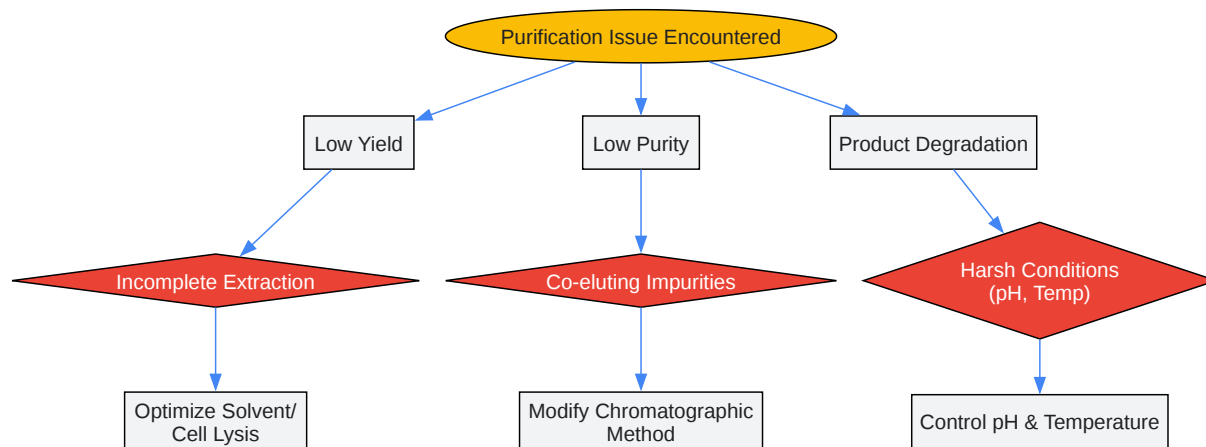 Purification Issue Encountered
Low Yield
Low Purity
Product Degradation
Incomplete Extraction
Co-eluting Impurities
Harsh Conditions
(pH, Temp)
Optimize Solvent/
Cell Lysis
Modify Chromatographic
Method
Control pH & Temperature